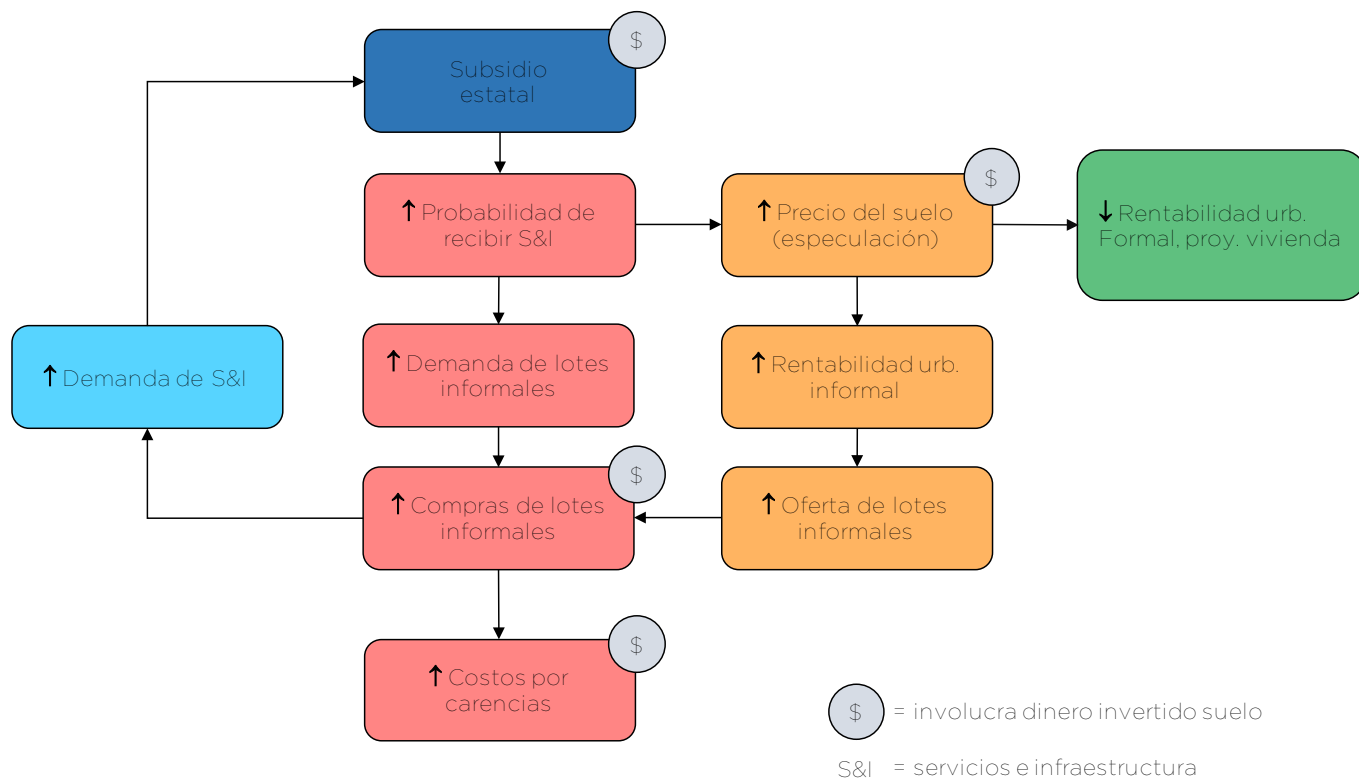 $
Subsidio
estatal
↑ Probabilidad de
recibir S&I
$
↑ Precio del suelo
(especulación)
↓ Rentabilidad urb.
Formal, proy. vivienda
↑ Demanda de S&I
↑ Demanda de lotes
informales
↑ Rentabilidad urb.
informal
$
↑ Compras de lotes
informales
↑ Oferta de lotes
informales
$
↑ Costos por
carencias
$ = involucra dinero invertido suelo
S&I = servicios e infraestructura